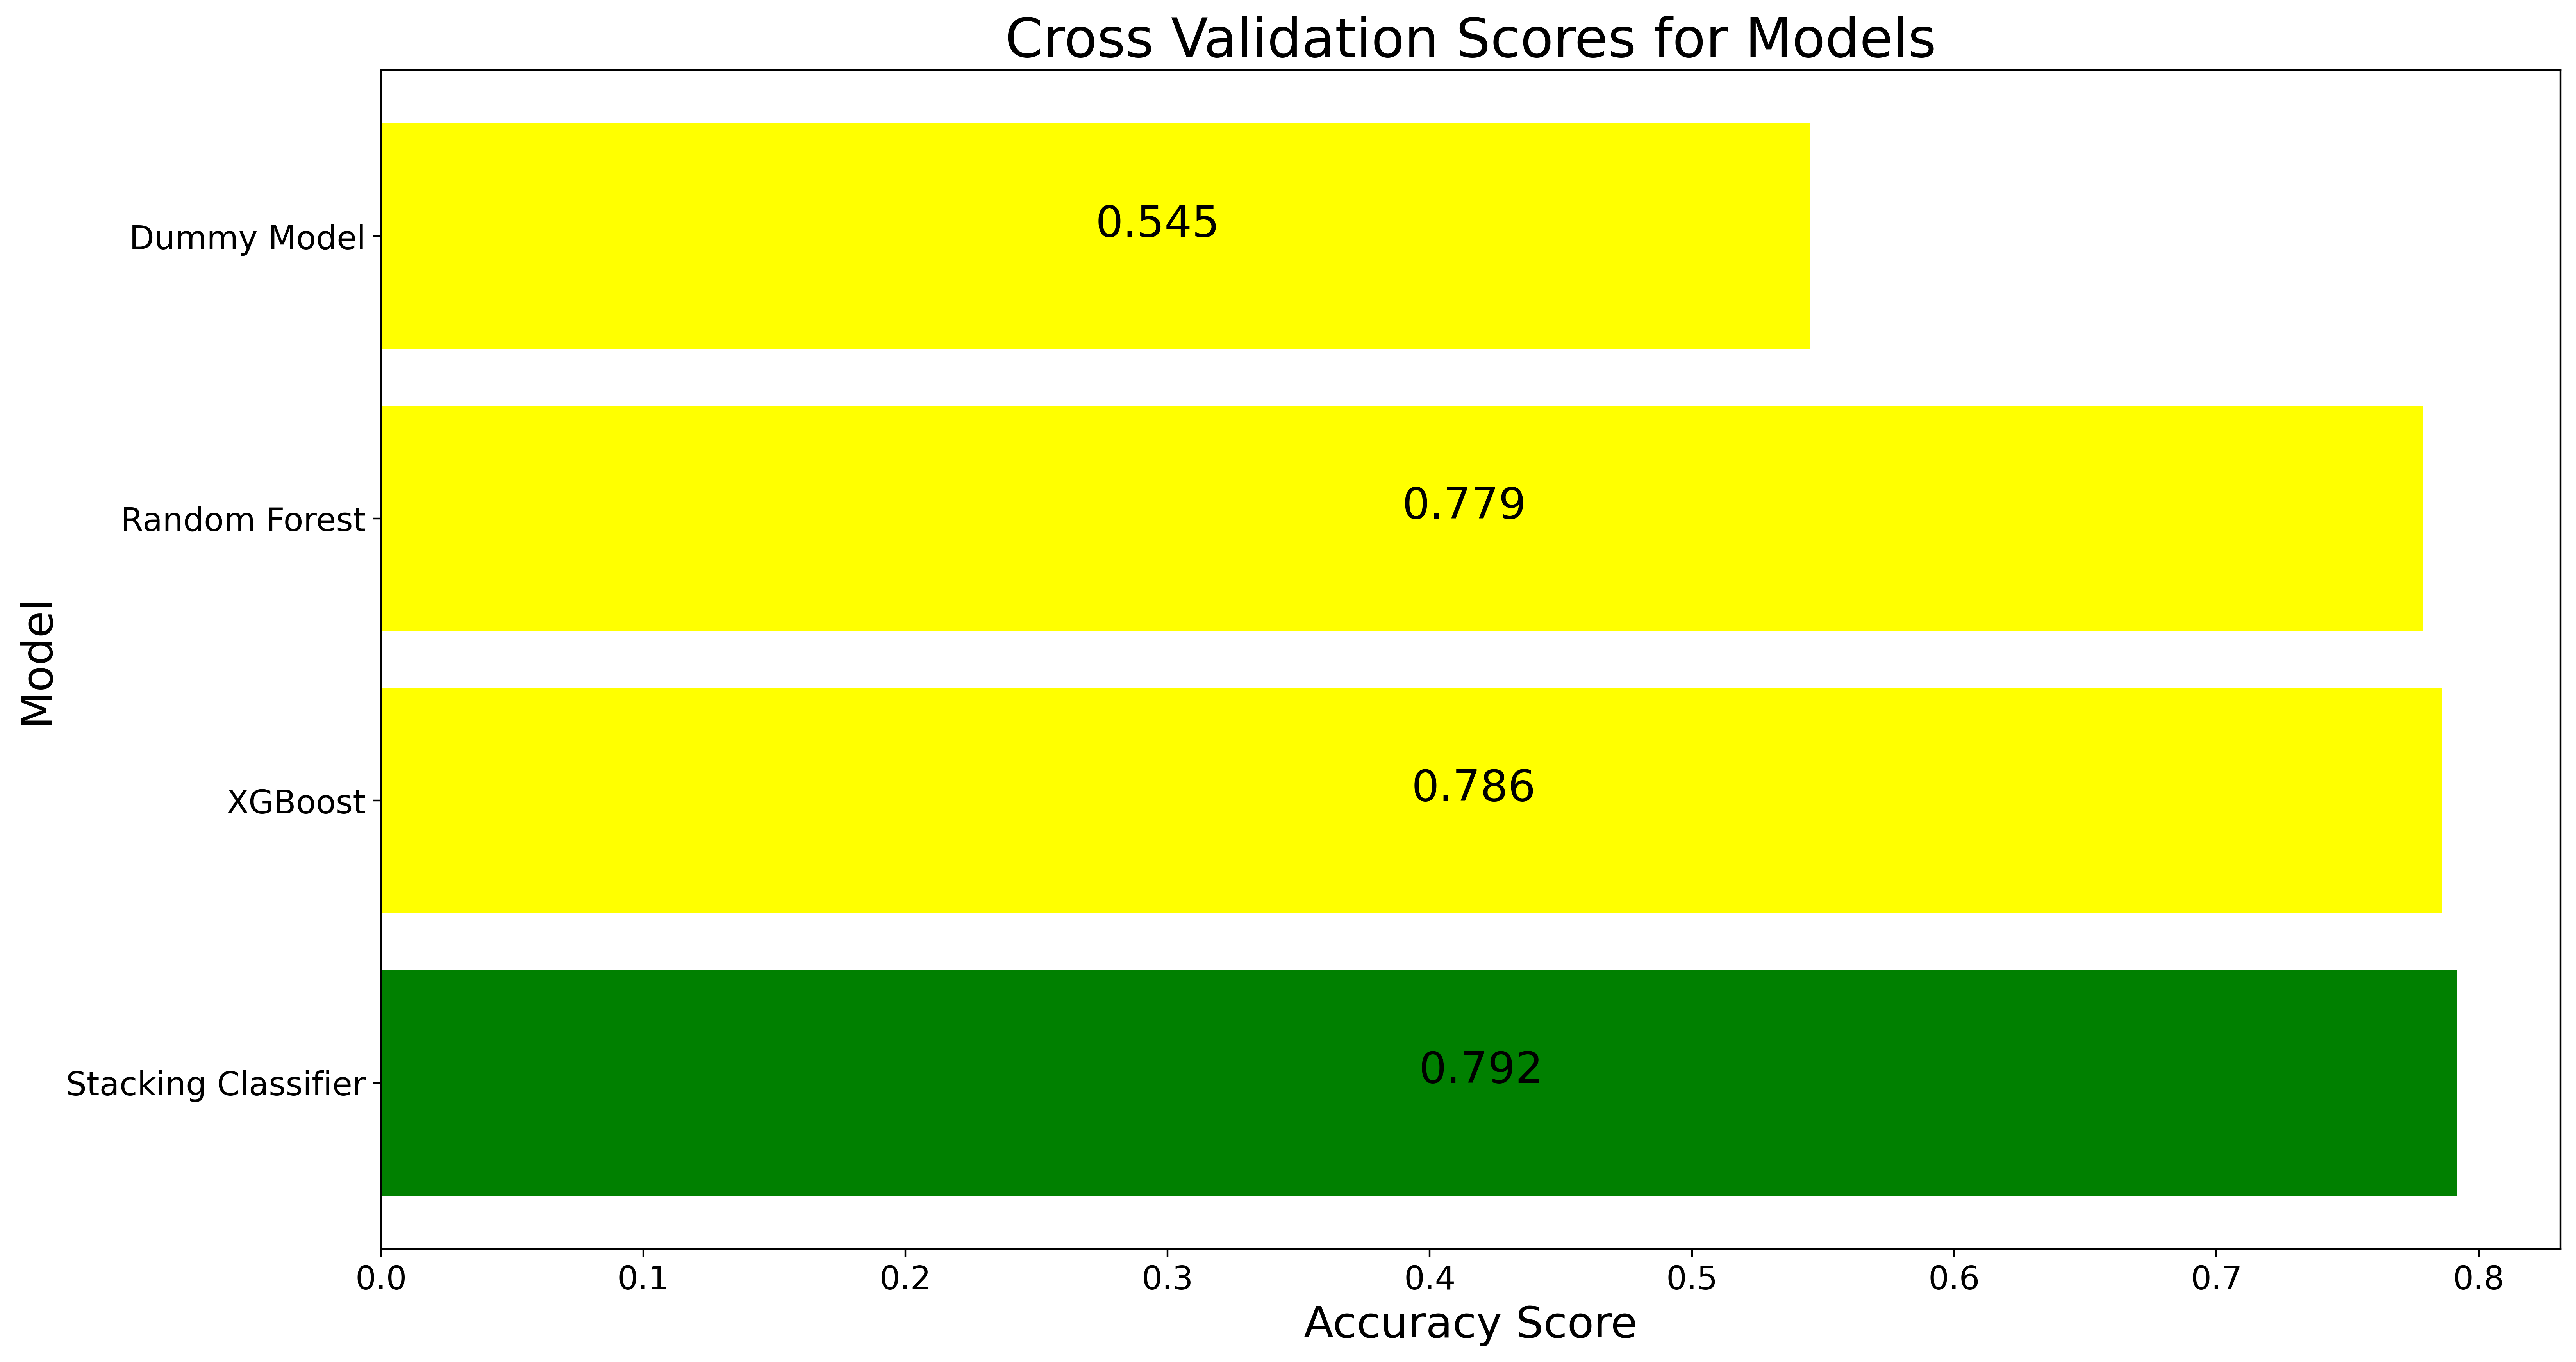 Cross Validation Scores for Models
Dummy Model
0.545
Random Forest
0.779
Model
XGBoost
0.786
Stacking Classifier
0.792
0.0 0.1 0.2 0.3 0.4 0.5 0.6 0.7 0.8
Accuracy Score